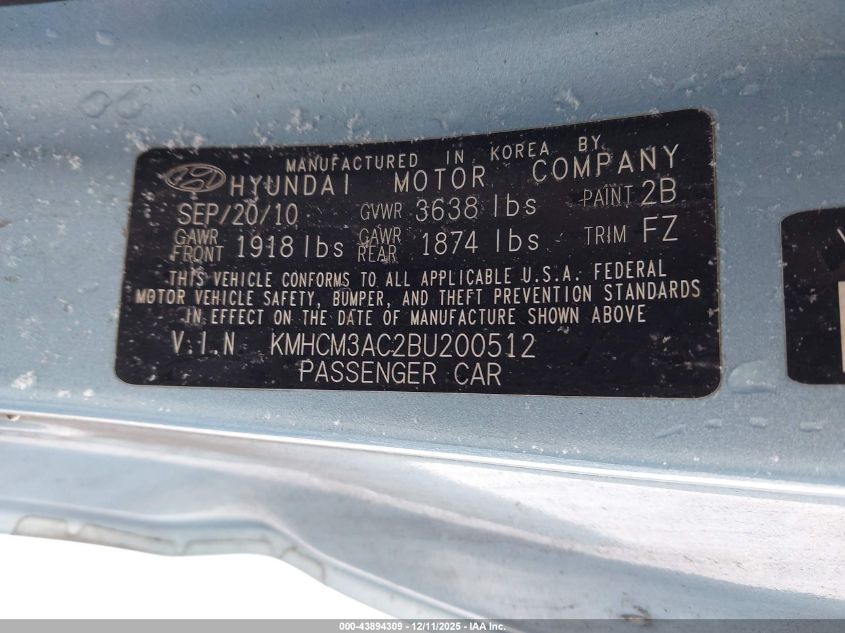 MANUFACTURED IN KOREA BY
HYUNDAI MOTOR COMPANY
SEP/20/10 GVWR 3638 lbs PAINT 2B
GAWR FRONT 1918 lbs GAWR REAR 1874 lbs TRIM FZ
THIS VEHICLE CONFORMS TO ALL APPLICABLE U.S.A. FEDERAL
MOTOR VEHICLE SAFETY, BUMPER, AND THEFT PREVENTION STANDARDS
IN EFFECT ON THE DATE OF MANUFACTURE SHOWN ABOVE
V.I.N KMHCM3AC2BU200512
PASSENGER CAR
000-43894309 - 12/11/2025 - IAA Inc.